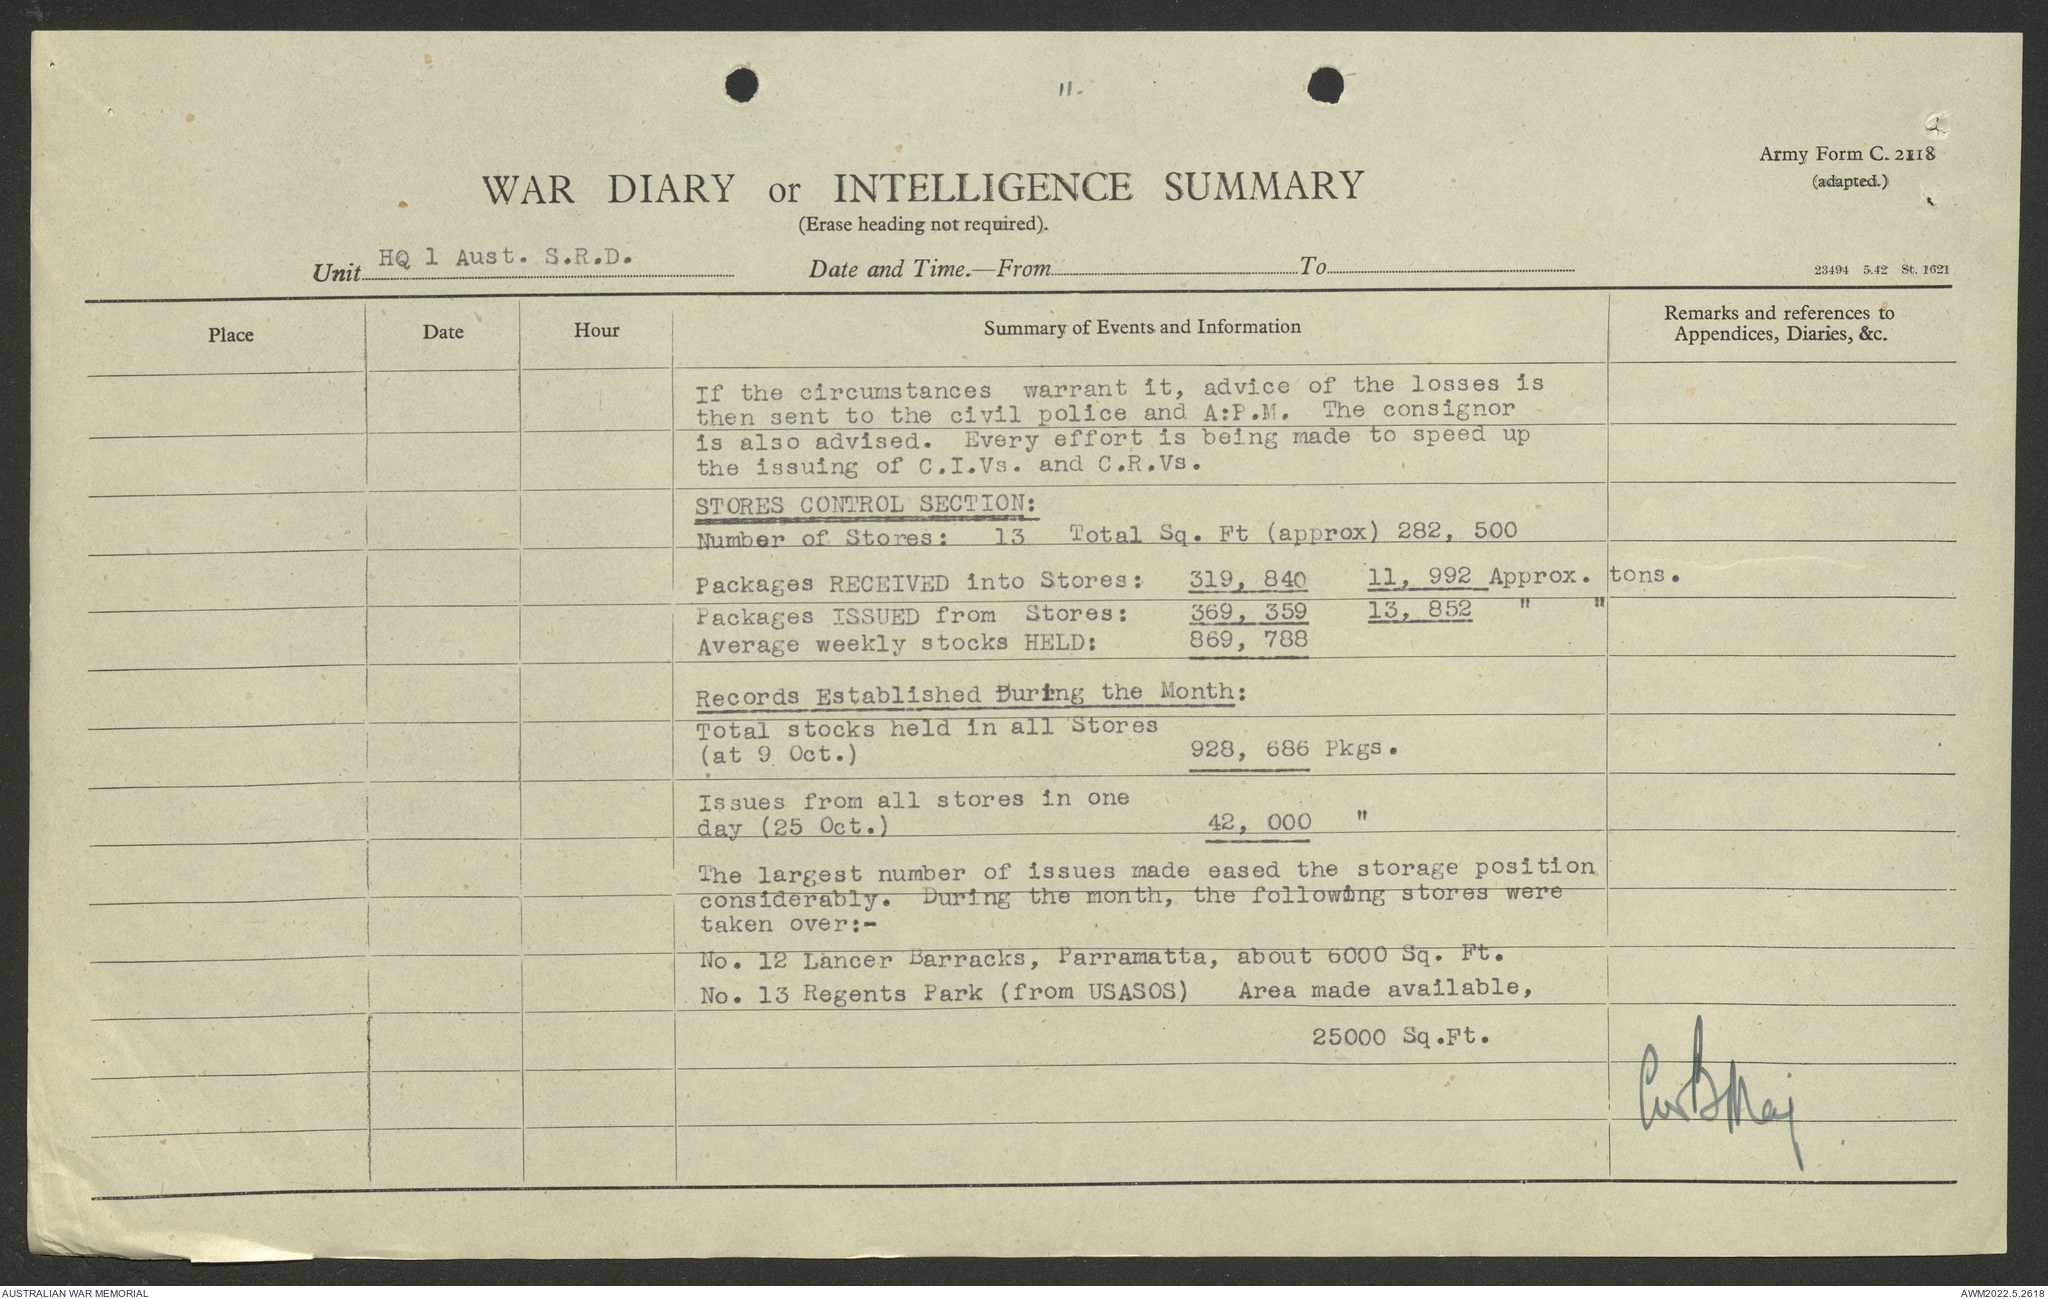 11.
Army Form C. 2118
(adapted.)
WAR DIARY or INTELLIGENCE SUMMARY
(Erase heading not required).
Unit HQ 1 Aust. S.R.D. Date and Time.—From To
23494 5.42 St. 1621
Place Date Hour Summary of Events and Information Remarks and references to
Appendices, Diaries, &c.
If the circumstances warrant it, advice of the losses is
then sent to the civil police and A:P.M. The consignor
is also advised. Every effort is being made to speed up
the issuing of C.I.Vs. and C.R.Vs.
STORES CONTROL SECTION:
Number of Stores: 13 Total Sq. Ft (approx) 282, 500
Packages RECEIVED into Stores: 319, 840 11, 992 Approx. tons.
Packages ISSUED from Stores: 369, 359 13, 852 " "
Average weekly stocks HELD: 869, 788
Records Established During the Month:
Total stocks held in all Stores
(at 9 Oct.) 928, 686 Pkgs.
Issues from all stores in one
day (25 Oct.) 42, 000 "
The largest number of issues made eased the storage position
considerably. During the month, the following stores were
taken over:-
No. 12 Lancer Barracks, Parramatta, about 6000 Sq. Ft.
No. 13 Regents Park (from USASOS) Area made available,
25000 Sq.Ft.
Maj
AUSTRALIAN WAR MEMORIAL AWM2022.5.2618